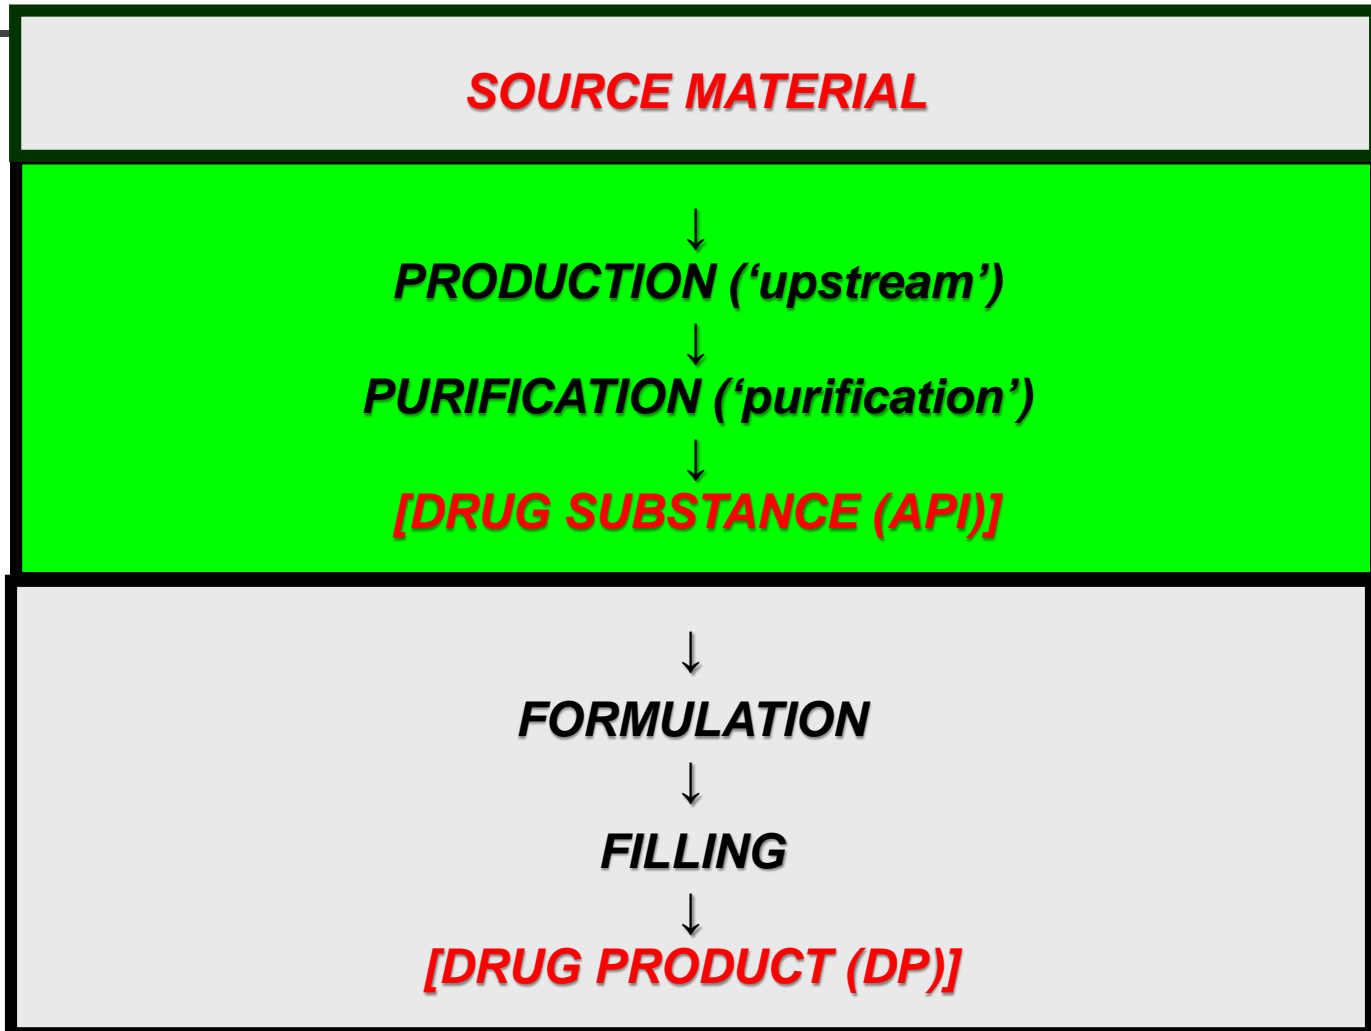 SOURCE MATERIAL
↓
PRODUCTION (‘upstream’)
↓
PURIFICATION (‘purification’)
↓
[DRUG SUBSTANCE (API)]
↓
FORMULATION
↓
FILLING
↓
[DRUG PRODUCT (DP)]